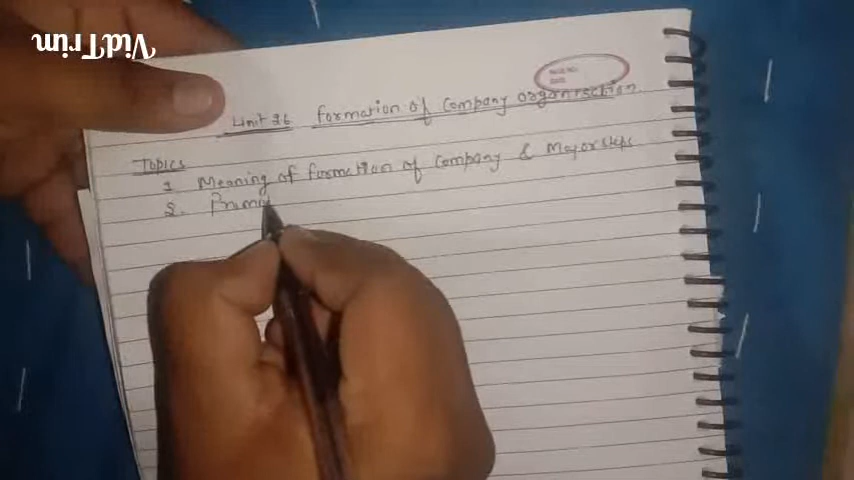 VidTrim
Unit 26 Formation of Company organisation
Topics
1 Meaning of formation of Company & Major steps
2. Promo